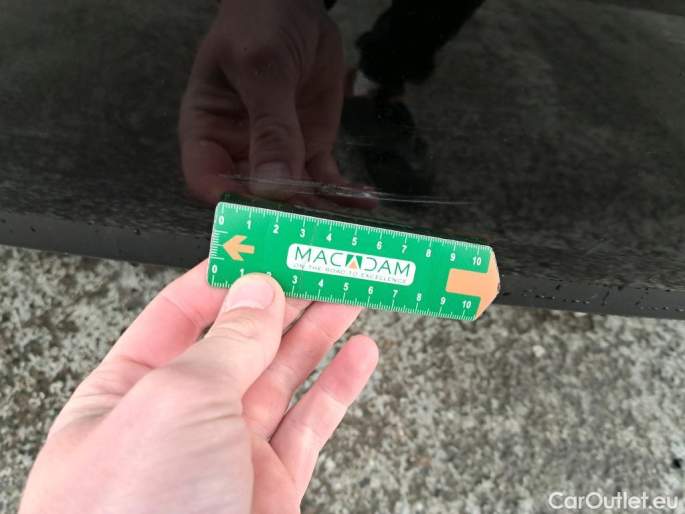 0 1 2 3 4 5 6 7 8 9 10
MACADAM
ON THE ROAD TO EXCELLENCE
0 2 3 4 5 6 7 8 9 10
CarOutlet.eu